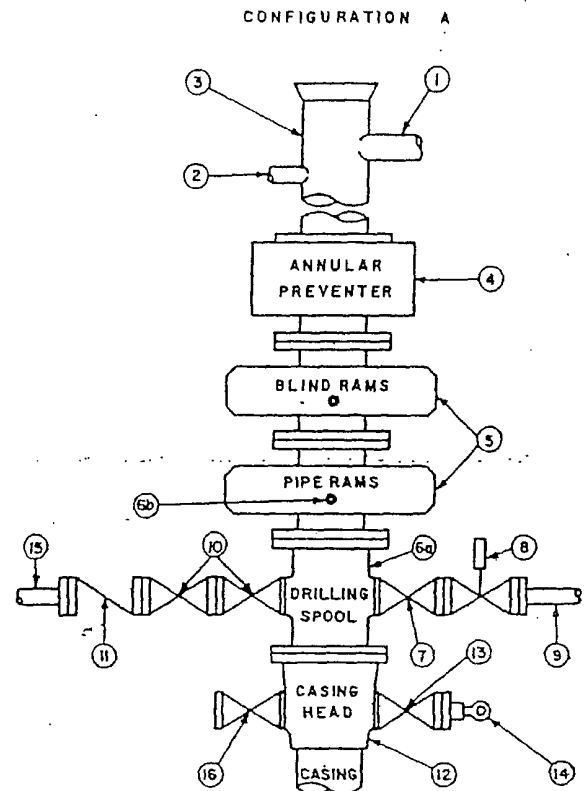 CONFIGURATION A
1
3
2
ANNULAR
PREVENTER
4
BLIND RAMS
5
PIPE RAMS
6b
6a
8
15
10
DRILLING
SPOOL
11
7
9
13
CASING
HEAD
16
12
14
CASING